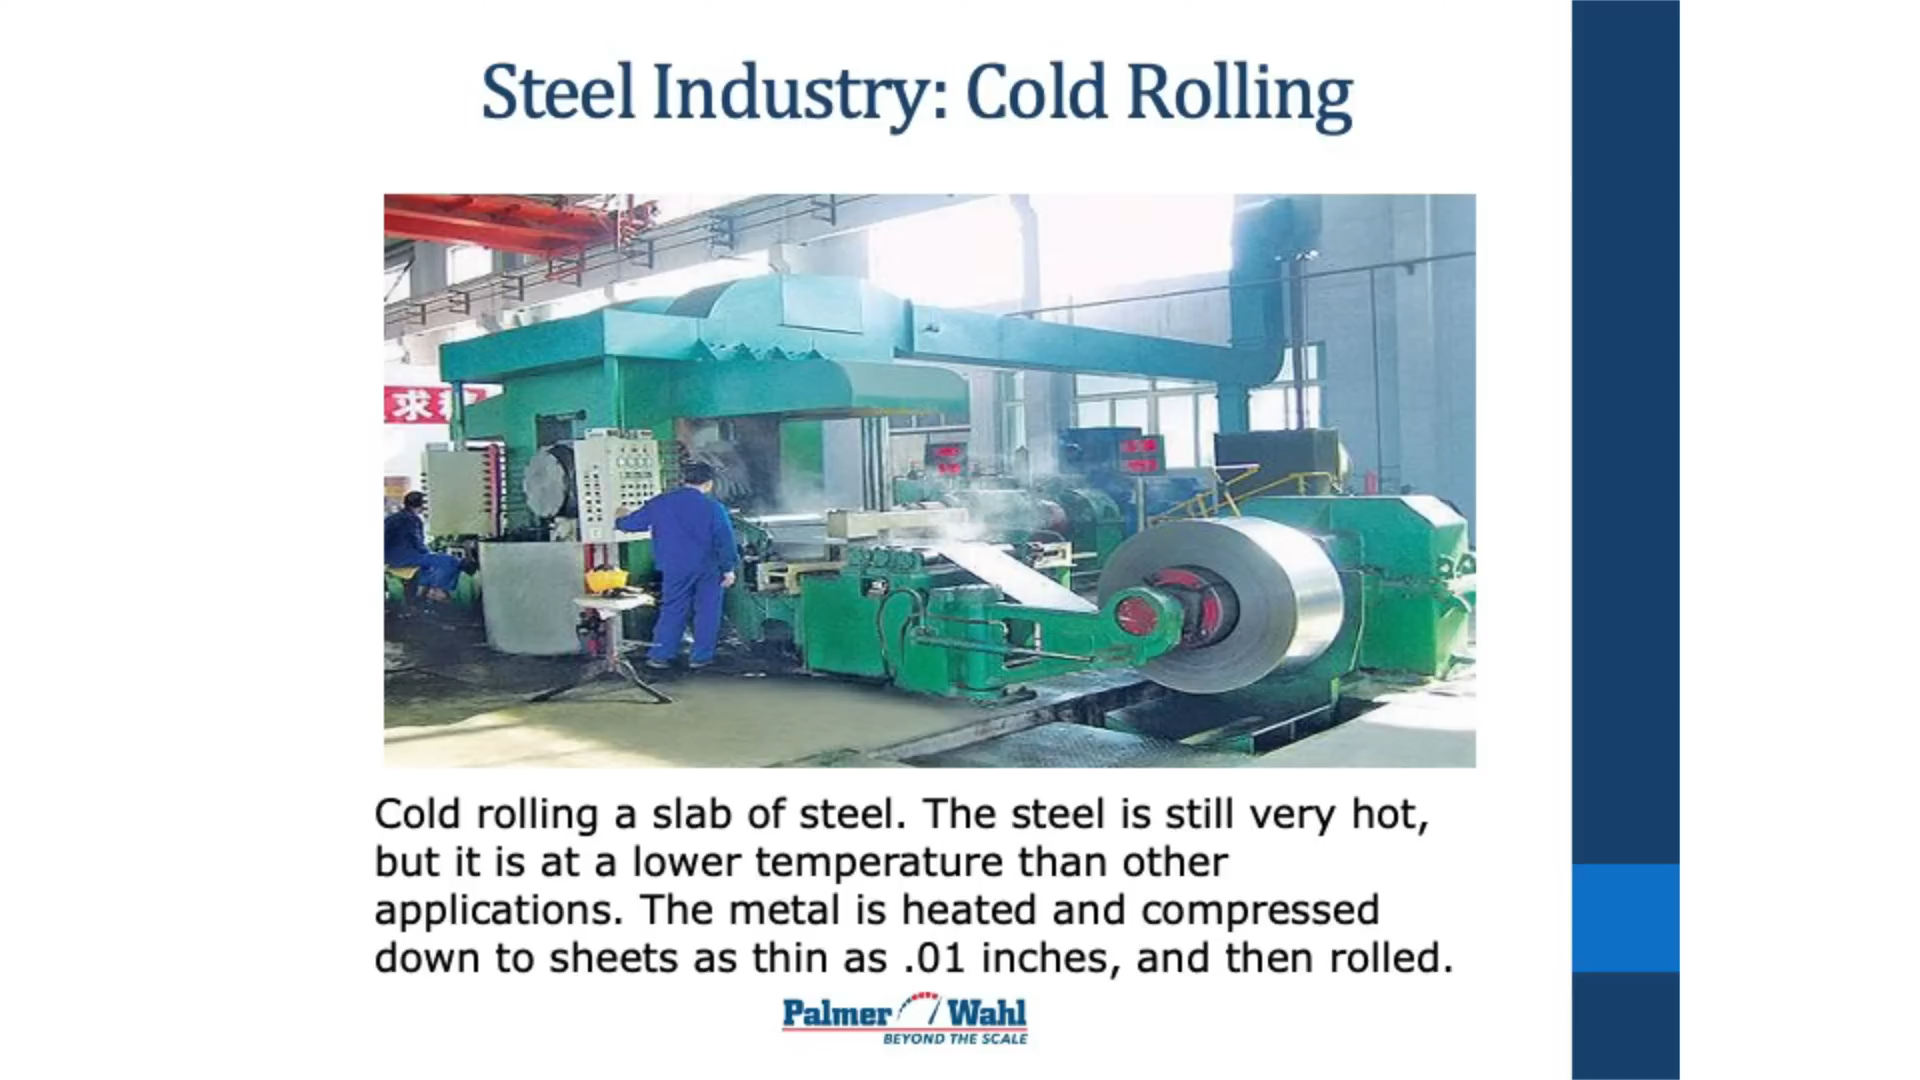 Steel Industry: Cold Rolling
求精
Cold rolling a slab of steel. The steel is still very hot,
but it is at a lower temperature than other
applications. The metal is heated and compressed
down to sheets as thin as .01 inches, and then rolled.
Palmer Wahl
BEYOND THE SCALE